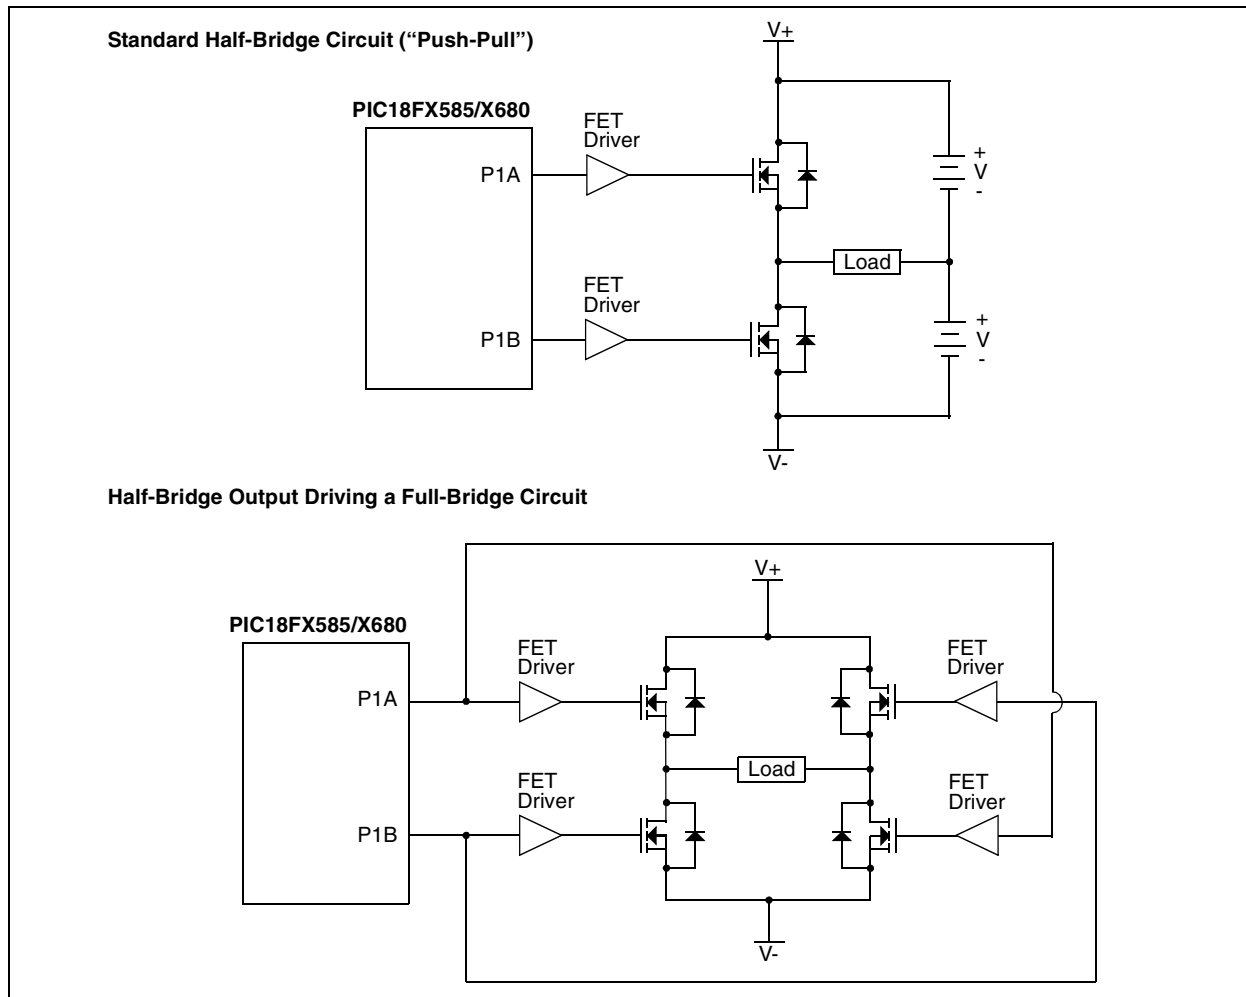 Standard Half-Bridge Circuit (“Push-Pull”)
V+
PIC18FX585/X680
FET
Driver
P1A
+
V
-
Load
FET
Driver
P1B
+
V
-
V-
Half-Bridge Output Driving a Full-Bridge Circuit
V+
PIC18FX585/X680
FET
Driver
FET
Driver
P1A
Load
FET
Driver
FET
Driver
P1B
V-